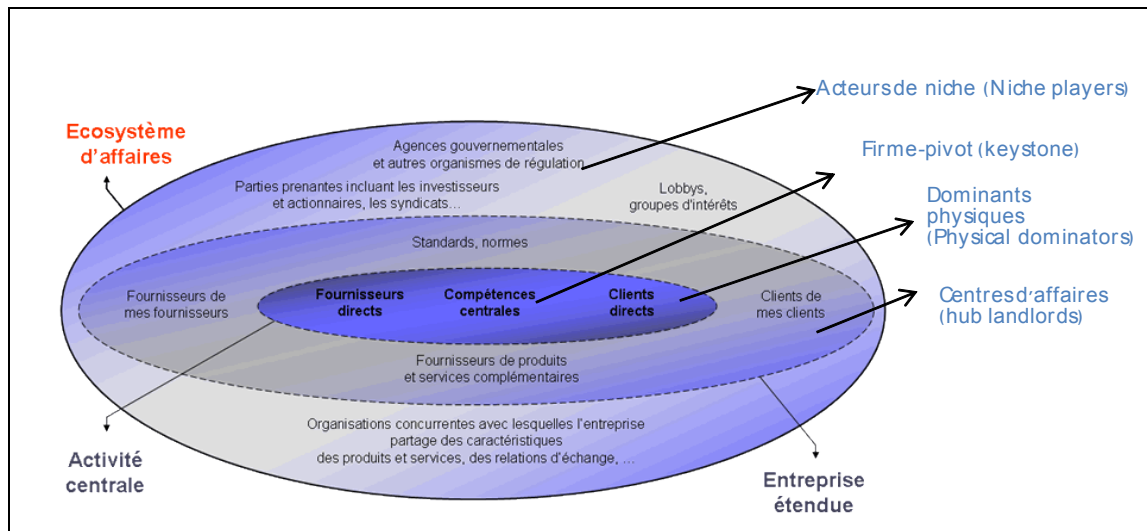 Acteurs de niche (Niche players)
Ecosystème
d'affaires
Agences gouvernementales
et autres organismes de régulation
Firme-pivot (keystone)
Parties prenantes incluant les investisseurs
et actionnaires, les syndicats...
Lobbys,
groupes d'intérêts
Dominants
physiques
(Physical dominators)
Standards, normes
Fournisseurs de
mes fournisseurs
Fournisseurs
directs
Compétences
centrales
Clients
directs
Clients de
mes clients
Centres d'affaires
(hub landlords)
Fournisseurs de produits
et services complémentaires
Organisations concurrentes avec lesquelles l'entreprise
partage des caractéristiques
des produits et services, des relations d'échange, ...
Activité
centrale
Entreprise
étendue